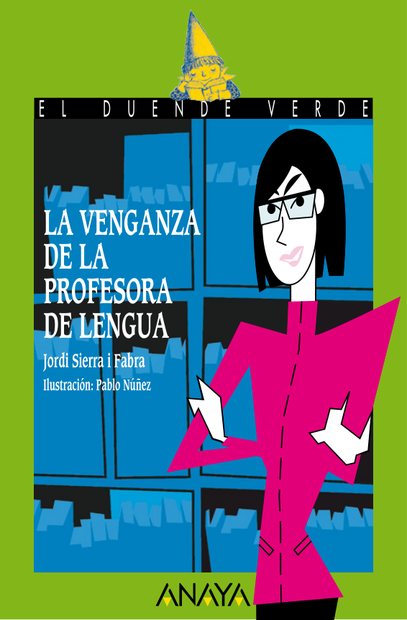 EL DUENDE VERDE
LA VENGANZA
DE LA
PROFESORA
DE LENGUA
Jordi Sierra i Fabra
Ilustración: Pablo Núñez
ANAYA